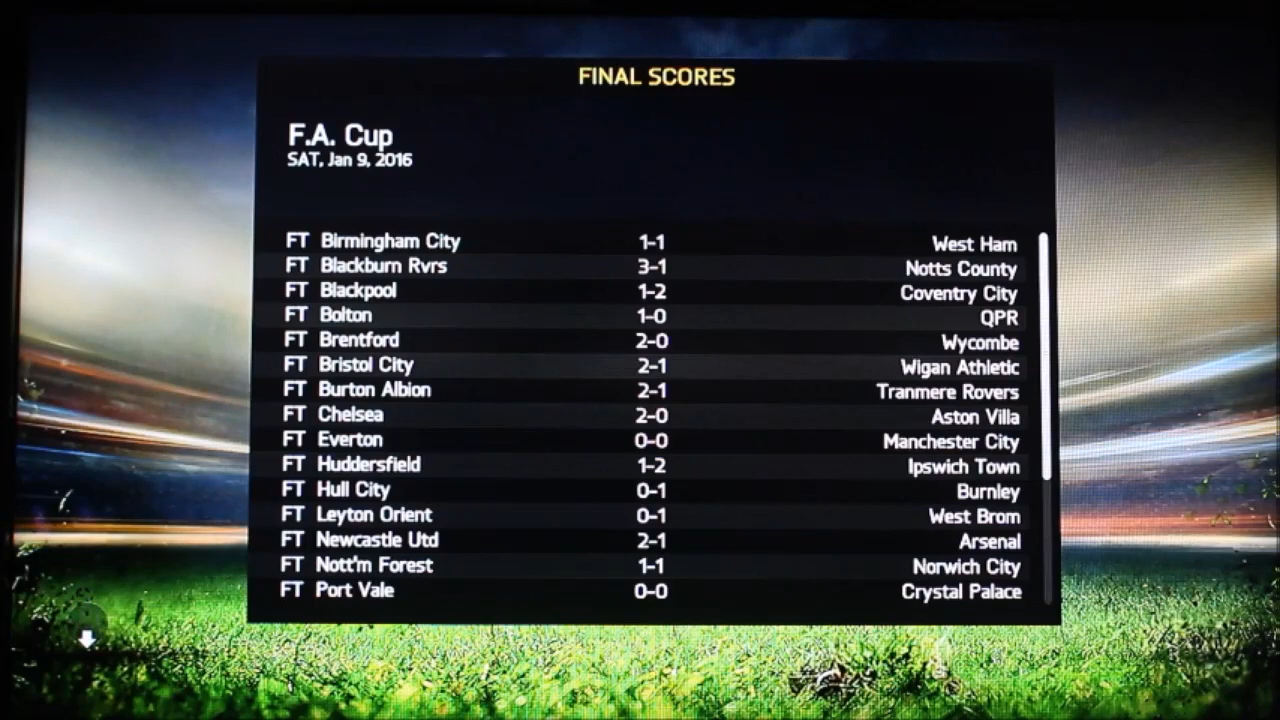 FINAL SCORES
F.A. Cup
SAT, Jan 9, 2016
FT Birmingham City 1-1 West Ham
FT Blackburn Rvrs 3-1 Notts County
FT Blackpool 1-2 Coventry City
FT Bolton 1-0 QPR
FT Brentford 2-0 Wycombe
FT Bristol City 2-1 Wigan Athletic
FT Burton Albion 2-1 Tranmere Rovers
FT Chelsea 2-0 Aston Villa
FT Everton 0-0 Manchester City
FT Huddersfield 1-2 Ipswich Town
FT Hull City 0-1 Burnley
FT Leyton Orient 0-1 West Brom
FT Newcastle Utd 2-1 Arsenal
FT Nott'm Forest 1-1 Norwich City
FT Port Vale 0-0 Crystal Palace